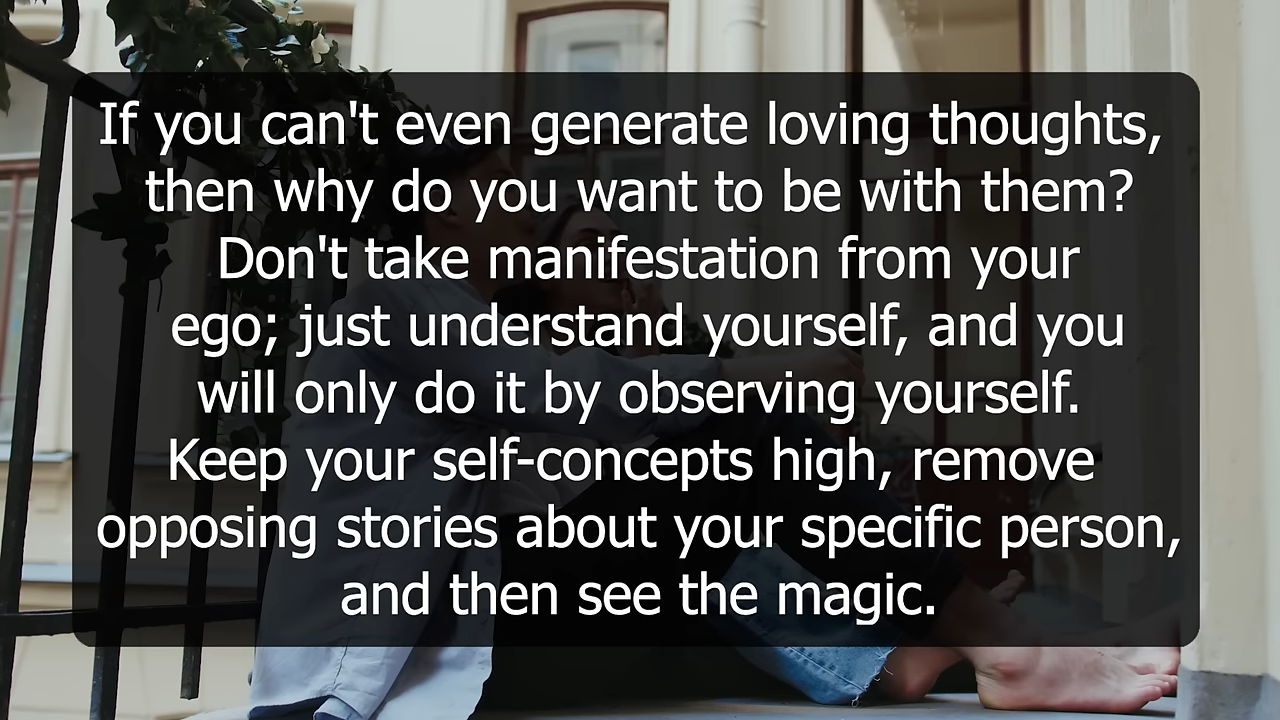 If you can't even generate loving thoughts,
then why do you want to be with them?
Don't take manifestation from your
ego; just understand yourself, and you
will only do it by observing yourself.
Keep your self-concepts high, remove
opposing stories about your specific person,
and then see the magic.